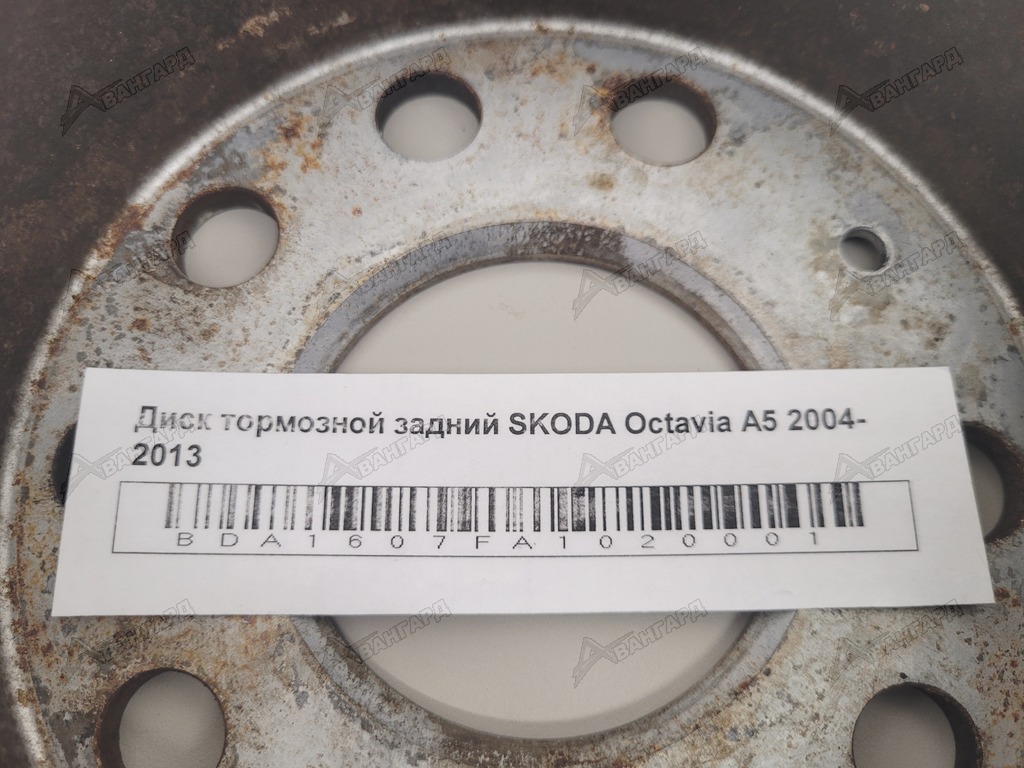 Диск тормозной задний SKODA Octavia A5 2004-
2013
BDA1607FA1020001
АВАНГАРД